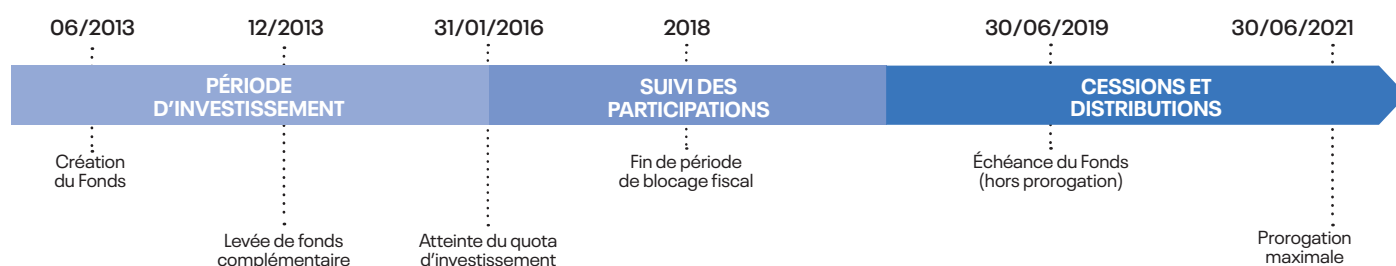 06/2013
12/2013
31/01/2016
2018
30/06/2019
30/06/2021
PÉRIODE
D'INVESTISSEMENT
SUIVI DES
PARTICIPATIONS
CESSIONS ET
DISTRIBUTIONS
Création
du Fonds
Fin de période
de blocage fiscal
Échéance du Fonds
(hors prorogation)
Levée de fonds
complémentaire
Atteinte du quota
d'investissement
Prorogation
maximale